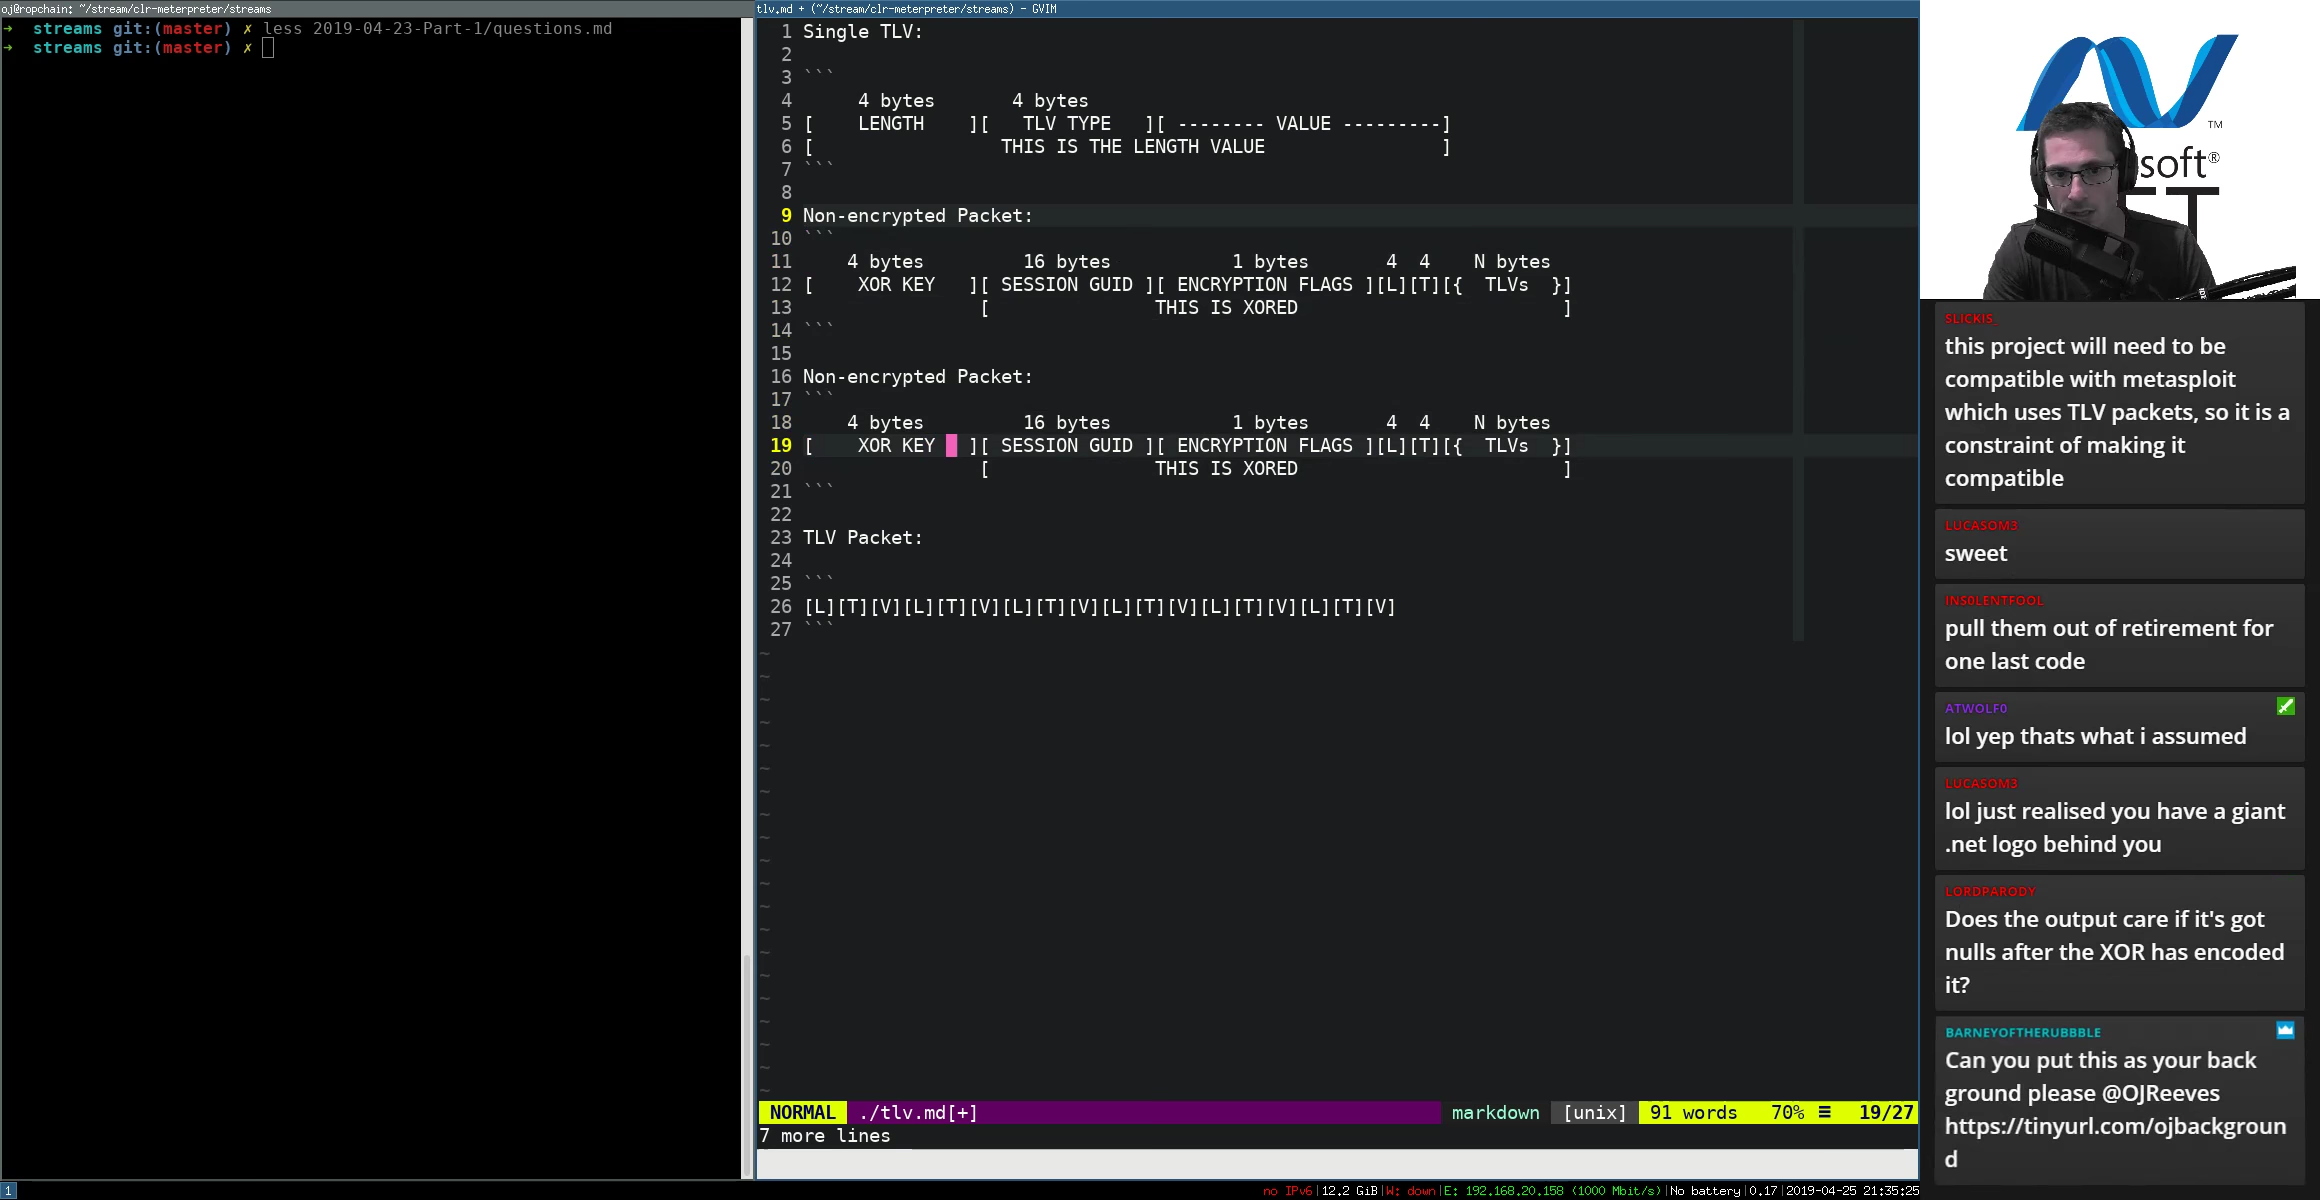 oj@ropchain: ~/stream/clr-meterpreter/streams
➜  streams git:(master) ✗ less 2019-04-23-Part-1/questions.md
➜  streams git:(master) ✗
tlv.md + (~/stream/clr-meterpreter/streams) - GVIM
1 Single TLV:
2
3 ```
4      4 bytes       4 bytes
5 [    LENGTH    ][   TLV TYPE   ][ -------- VALUE ---------]
6 [                 THIS IS THE LENGTH VALUE                ]
7 ```
8
9 Non-encrypted Packet:
10 ```
11     4 bytes         16 bytes           1 bytes       4  4    N bytes
12 [    XOR KEY   ][ SESSION GUID ][ ENCRYPTION FLAGS ][L][T][{  TLVs  }]
13                 [               THIS IS XORED                        ]
14 ```
15
16 Non-encrypted Packet:
17 ```
18     4 bytes         16 bytes           1 bytes       4  4    N bytes
19 [    XOR KEY   ][ SESSION GUID ][ ENCRYPTION FLAGS ][L][T][{  TLVs  }]
20                 [               THIS IS XORED                        ]
21 ```
22
23 TLV Packet:
24
25 ```
26 [L][T][V][L][T][V][L][T][V][L][T][V][L][T][V][L][T][V]
27 ```
NORMAL ./tlv.md[+] markdown [unix] 91 words 70% ≡ 19/27
7 more lines
TM
soft®
ET
SLICKIS_
this project will need to be
compatible with metasploit
which uses TLV packets, so it is a
constraint of making it
compatible
LUCASOM3
sweet
INS0LENTFOOL
pull them out of retirement for
one last code
ATWOLF0
lol yep thats what i assumed
LUCASOM3
lol just realised you have a giant
.net logo behind you
LORDPARODY
Does the output care if it's got
nulls after the XOR has encoded
it?
BARNEYOFTHERUBBBLE
Can you put this as your back
ground please @OJReeves
https://tinyurl.com/ojbackgroun
d
1
no IPv6|12.2 GiB|W: down|E: 192.168.20.158 (1000 Mbit/s)|No battery|0.17|2019-04-25 21:35:25